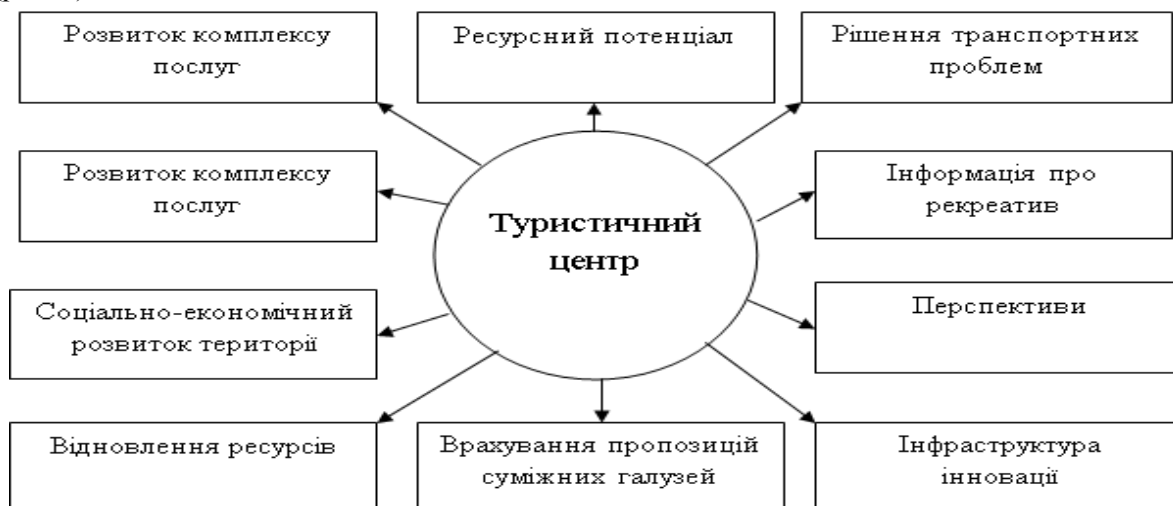 Розвиток комплексу
послуг
Ресурсний потенціал
Рішення транспортних
проблем
Розвиток комплексу
послуг
Інформація про
рекреатив
Туристичний
центр
Соціально-економічний
розвиток території
Перспективи
Відновлення ресурсів
Врахування пропозицій
суміжних галузей
Інфраструктура
інновації